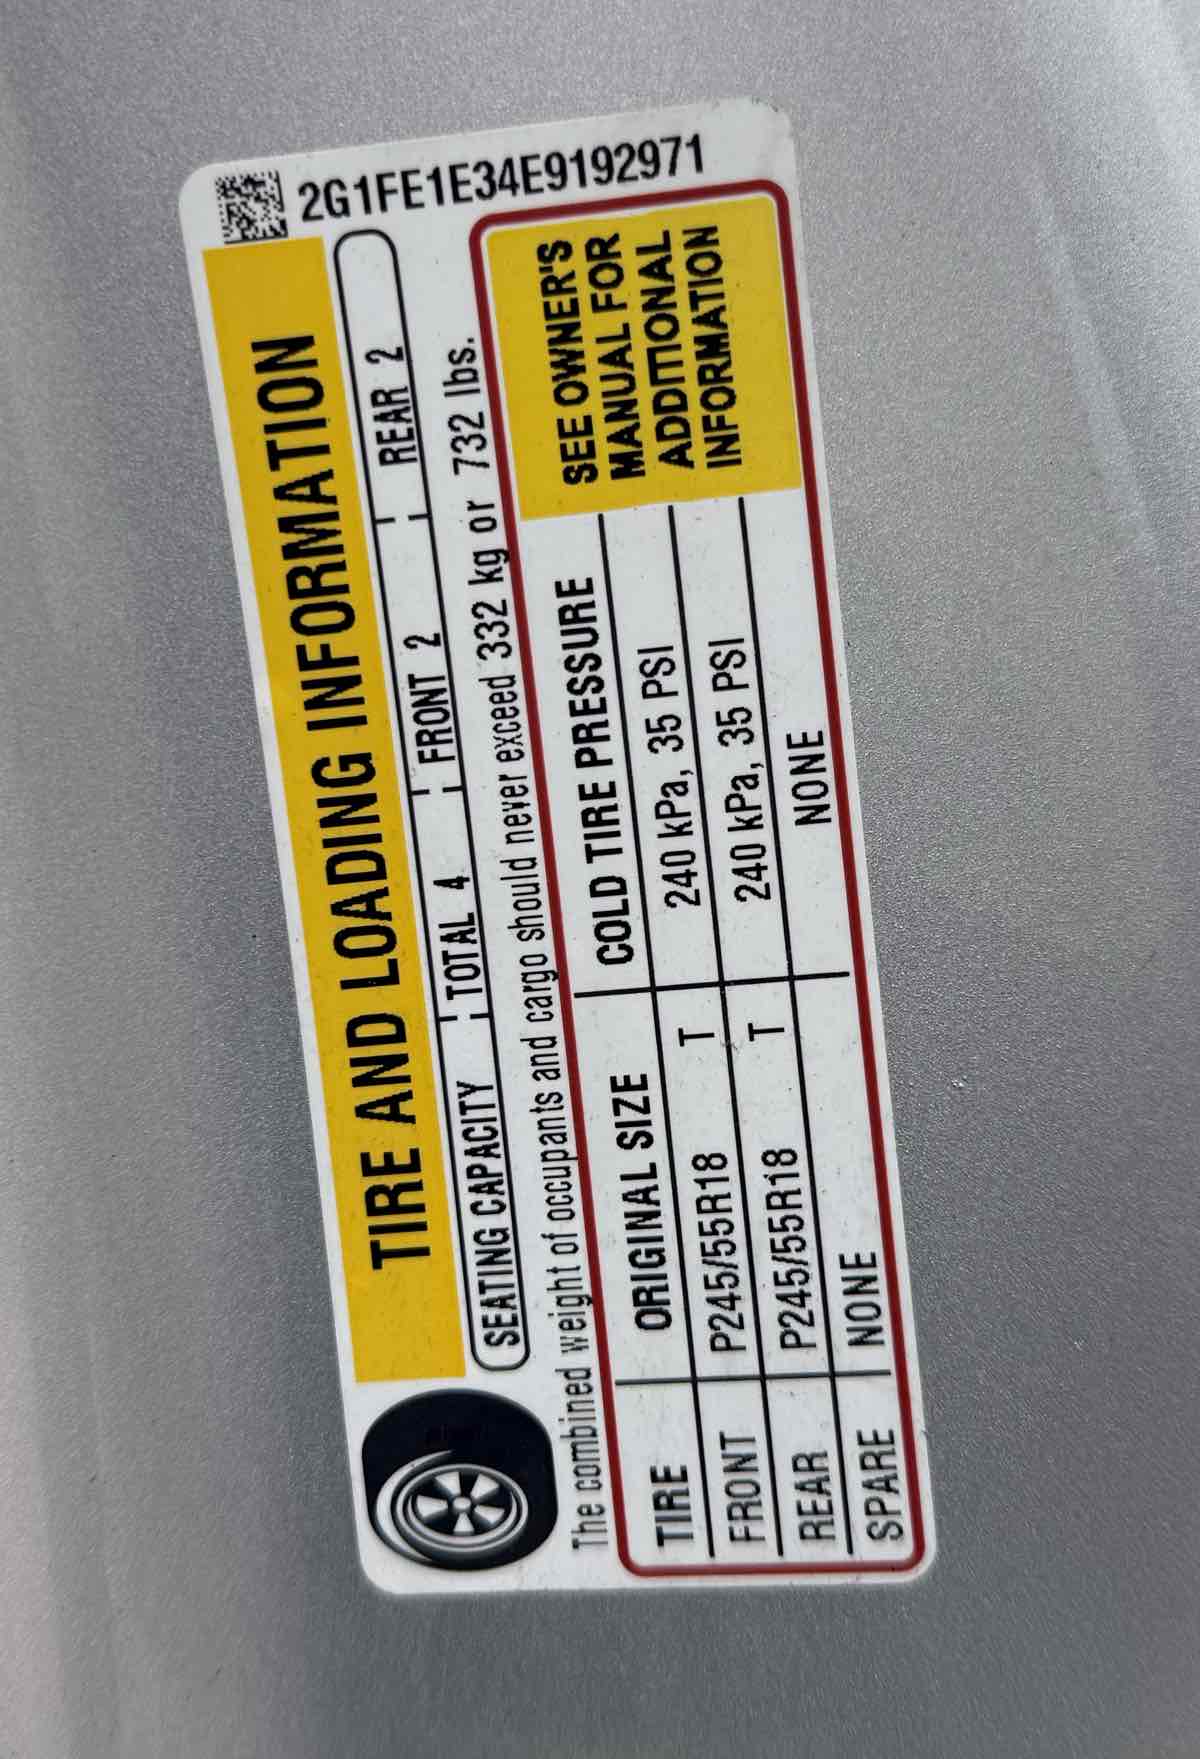 2G1FE1E34E9192971
TIRE AND LOADING INFORMATION
SEATING CAPACITY TOTAL 4 FRONT 2 REAR 2
The combined weight of occupants and cargo should never exceed 332 kg or 732 lbs.
TIRE ORIGINAL SIZE COLD TIRE PRESSURE
FRONT P245/55R18 T 240 kPa, 35 PSI
REAR P245/55R18 T 240 kPa, 35 PSI
SPARE NONE NONE
SEE OWNER'S
MANUAL FOR
ADDITIONAL
INFORMATION